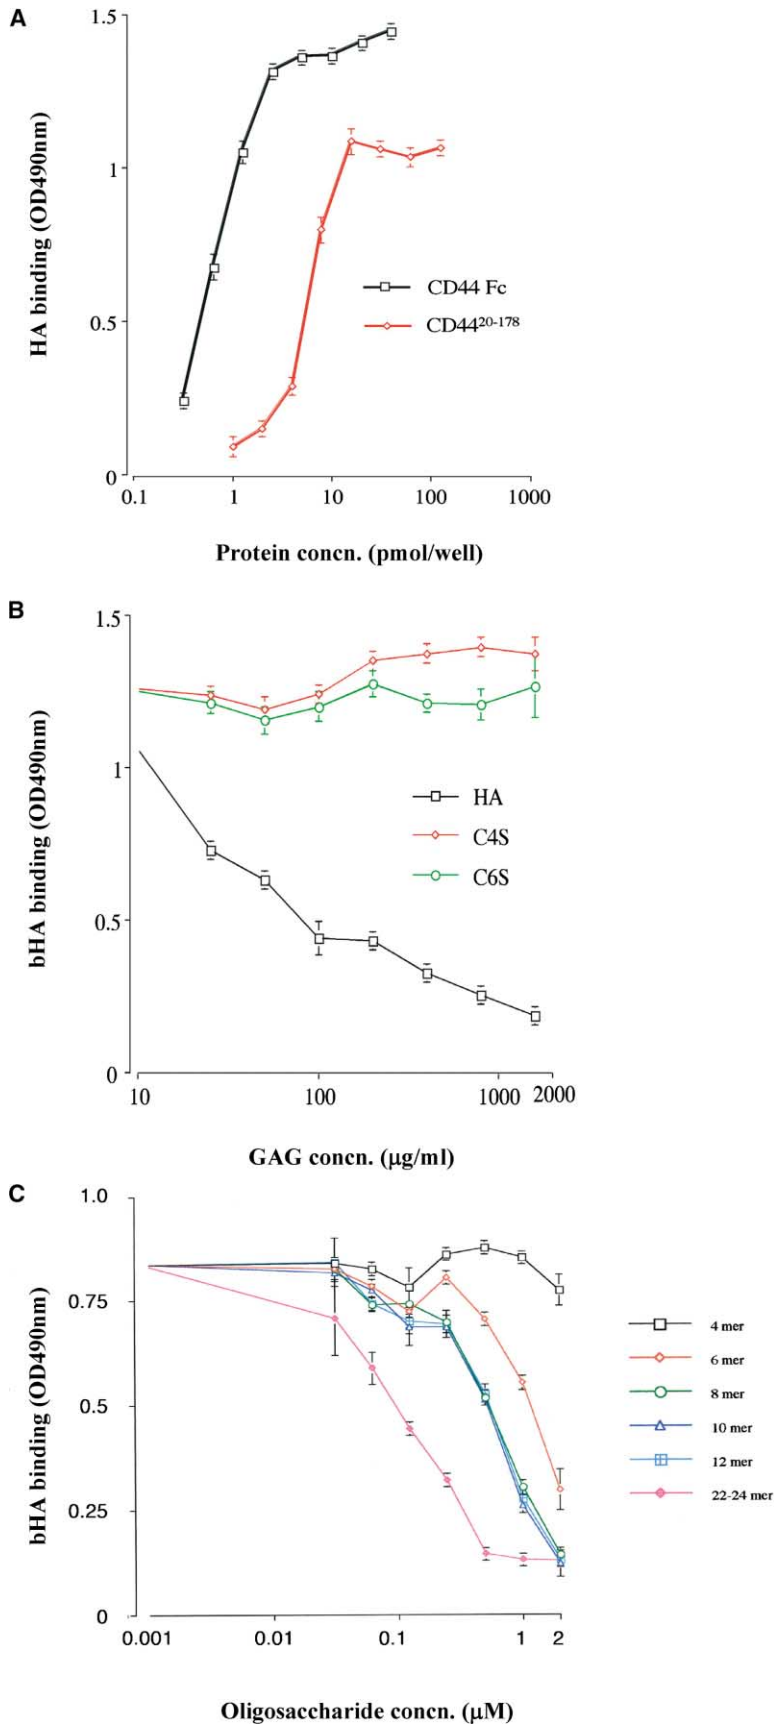 A
1.5
1
0.5
0
HA binding (OD490nm)
CD44 Fc
CD44²⁰⁻¹⁷⁸
0.1 1 10 100 1000
Protein concn. (pmol/well)
B
1.5
1
0.5
0
bHA binding (OD490nm)
HA
C4S
C6S
10 100 1000 2000
GAG concn. (µg/ml)
C
1.0
0.75
0.5
0.25
0
bHA binding (OD490nm)
4 mer
6 mer
8 mer
10 mer
12 mer
22-24 mer
0.001 0.01 0.1 1 2
Oligosaccharide concn. (µM)